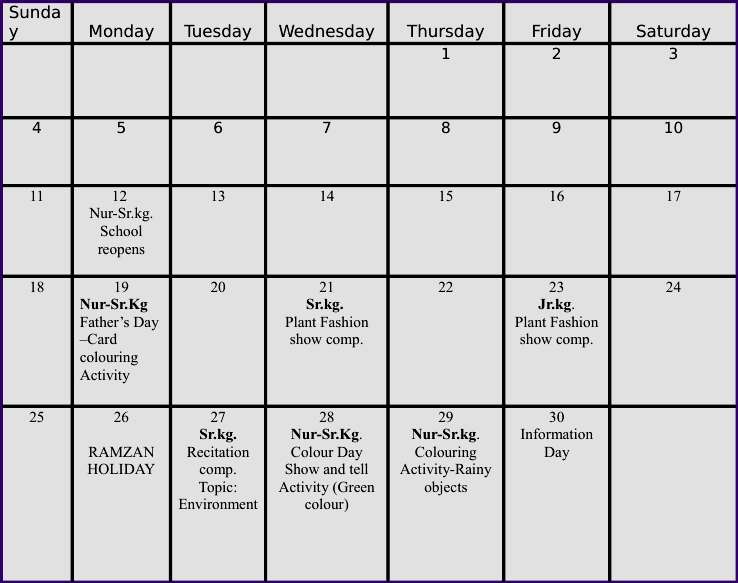 Sunda
y
Monday
Tuesday
Wednesday
Thursday
Friday
Saturday
1
2
3
4
5
6
7
8
9
10
11
12
Nur-Sr.kg.
School
reopens
13
14
15
16
17
18
19
Nur-Sr.Kg
Father’s Day
–Card
colouring
Activity
20
21
Sr.kg.
Plant Fashion
show comp.
22
23
Jr.kg.
Plant Fashion
show comp.
24
25
26
RAMZAN
HOLIDAY
27
Sr.kg.
Recitation
comp.
Topic:
Environment
28
Nur-Sr.Kg.
Colour Day
Show and tell
Activity (Green
colour)
29
Nur-Sr.kg.
Colouring
Activity-Rainy
objects
30
Information
Day